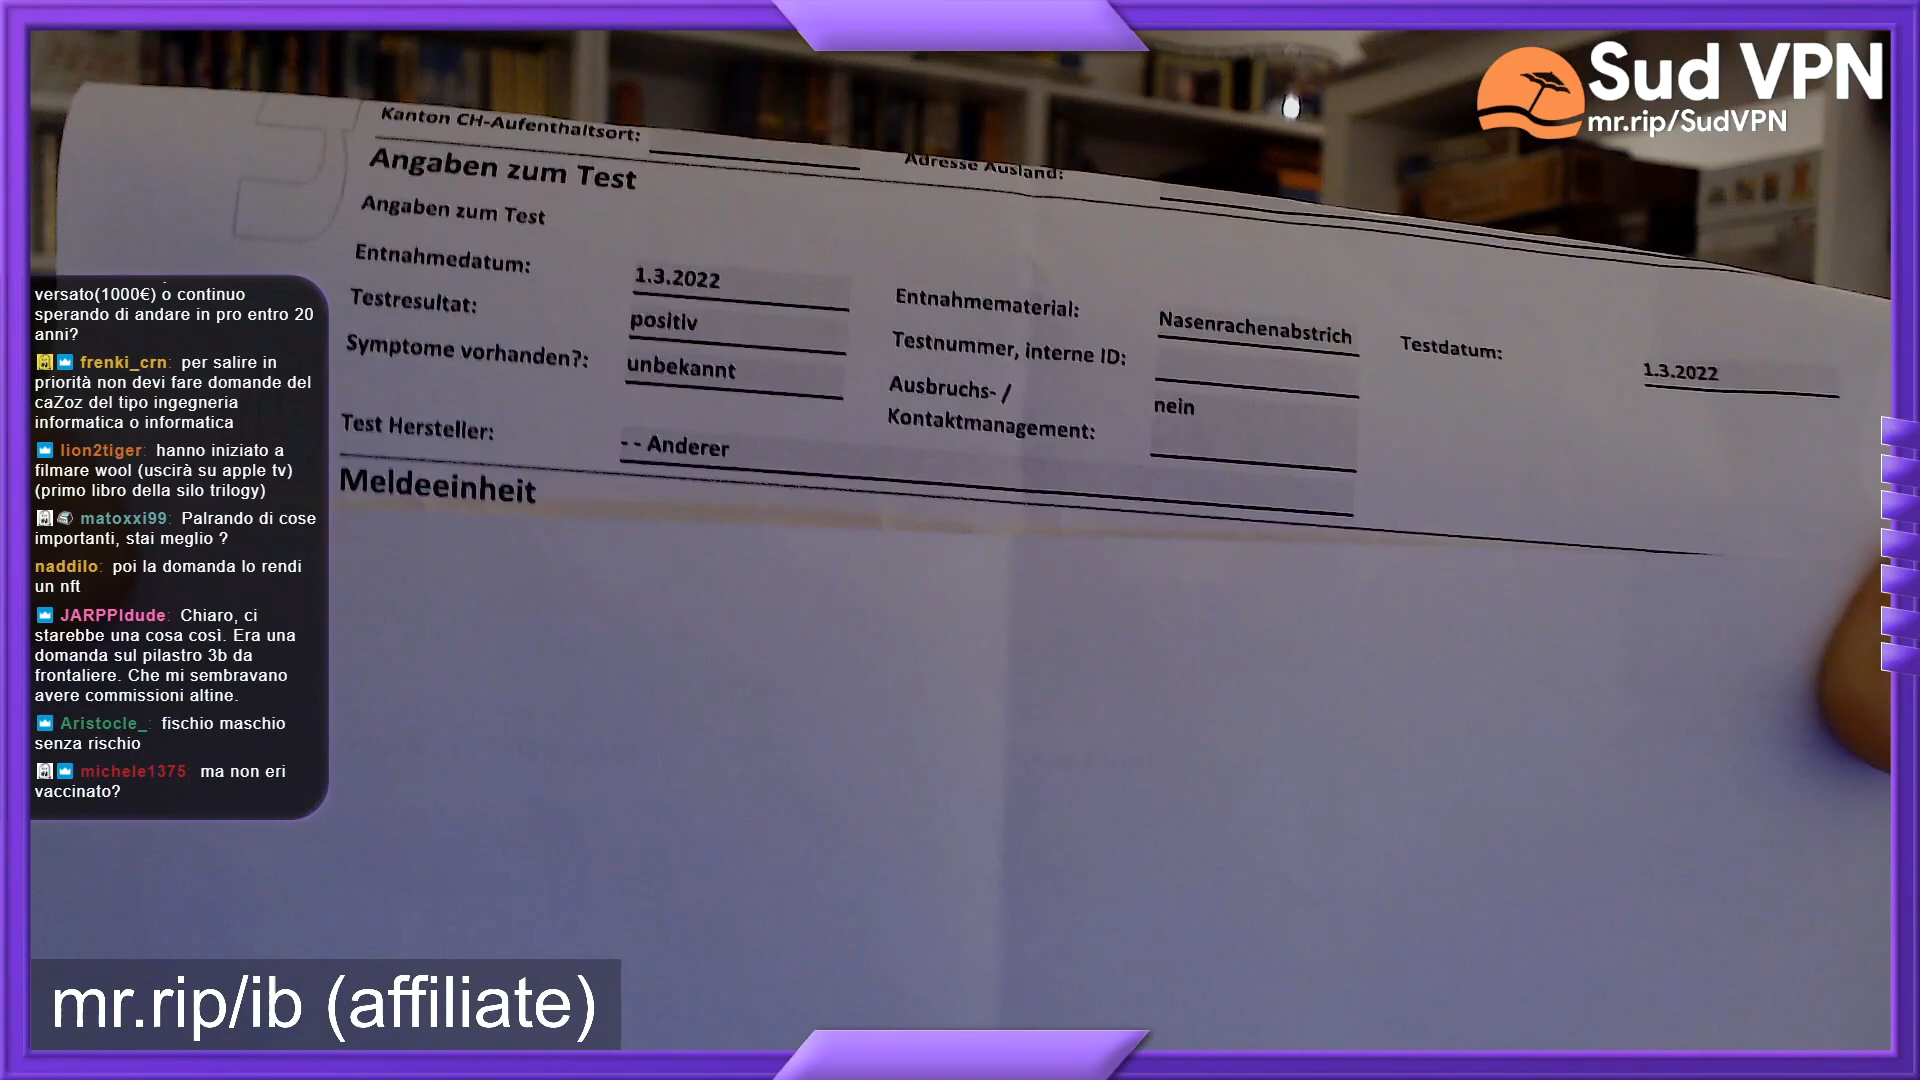 Sud VPN
mr.rip/SudVPN
Kanton CH-Aufenthaltsort:
Adresse Ausland:
Angaben zum Test
Angaben zum Test
Entnahmedatum:
1.3.2022
Entnahmematerial:
Nasenrachenabstrich
Testdatum:
1.3.2022
Testresultat:
positiv
Testnummer, interne ID:
Symptome vorhanden?:
unbekannt
Ausbruchs- /
Kontaktmanagement:
nein
Test Hersteller:
- - Anderer
Meldeeinheit
versato(1000€) o continuo
sperando di andare in pro entro 20
anni?
frenki_crn: per salire in
priorità non devi fare domande del
caZoz del tipo ingegneria
informatica o informatica
lion2tiger: hanno iniziato a
filmare wool (uscirà su apple tv)
(primo libro della silo trilogy)
matoxxi99: Palrando di cose
importanti, stai meglio ?
naddilo: poi la domanda lo rendi
un nft
JARPPIdude: Chiaro, ci
starebbe una cosa così. Era una
domanda sul pilastro 3b da
frontaliere. Che mi sembravano
avere commissioni altine.
Aristocle_: fischio maschio
senza rischio
michele1375: ma non eri
vaccinato?
mr.rip/ib (affiliate)